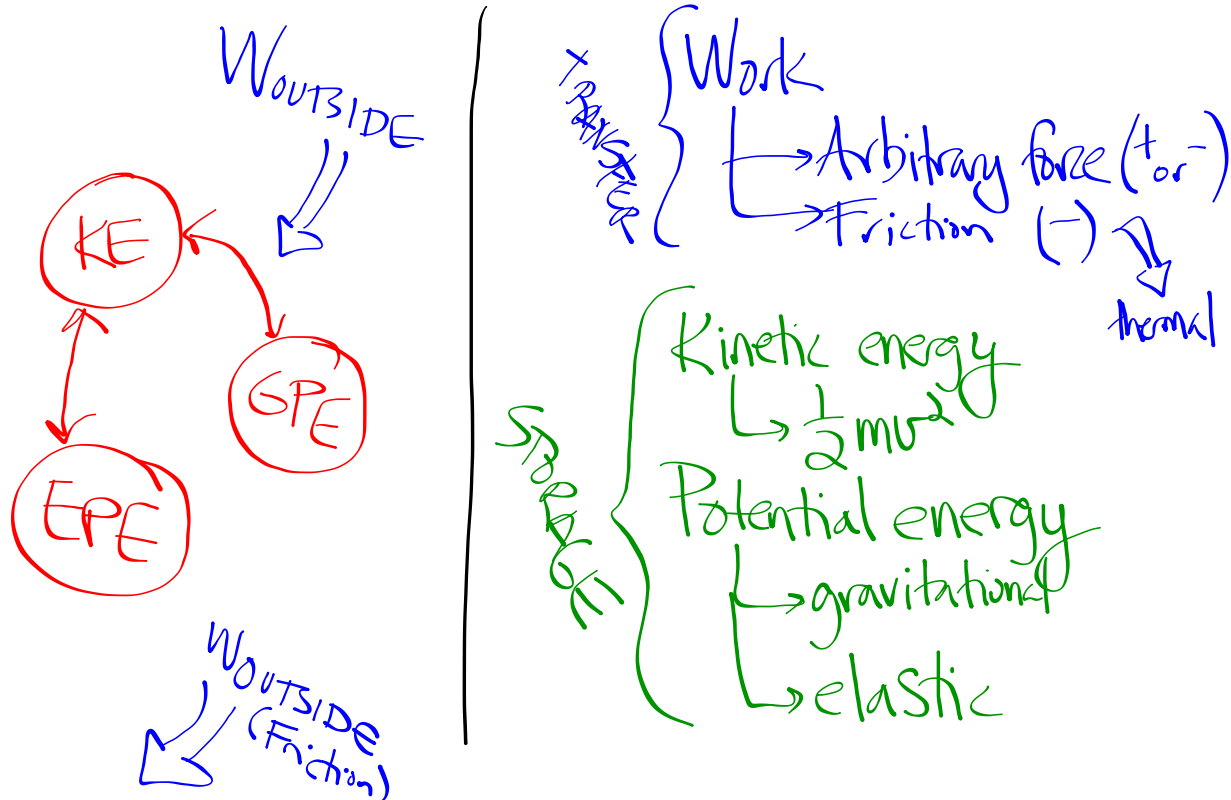 WOUTSIDE
KE
GPE
EPE
WOUTSIDE
(Friction)
TRANSFER
Work
Arbitrary force (+ or -)
Friction (-)
thermal
STORAGE
Kinetic energy
1/2 mv²
Potential energy
gravitational
elastic